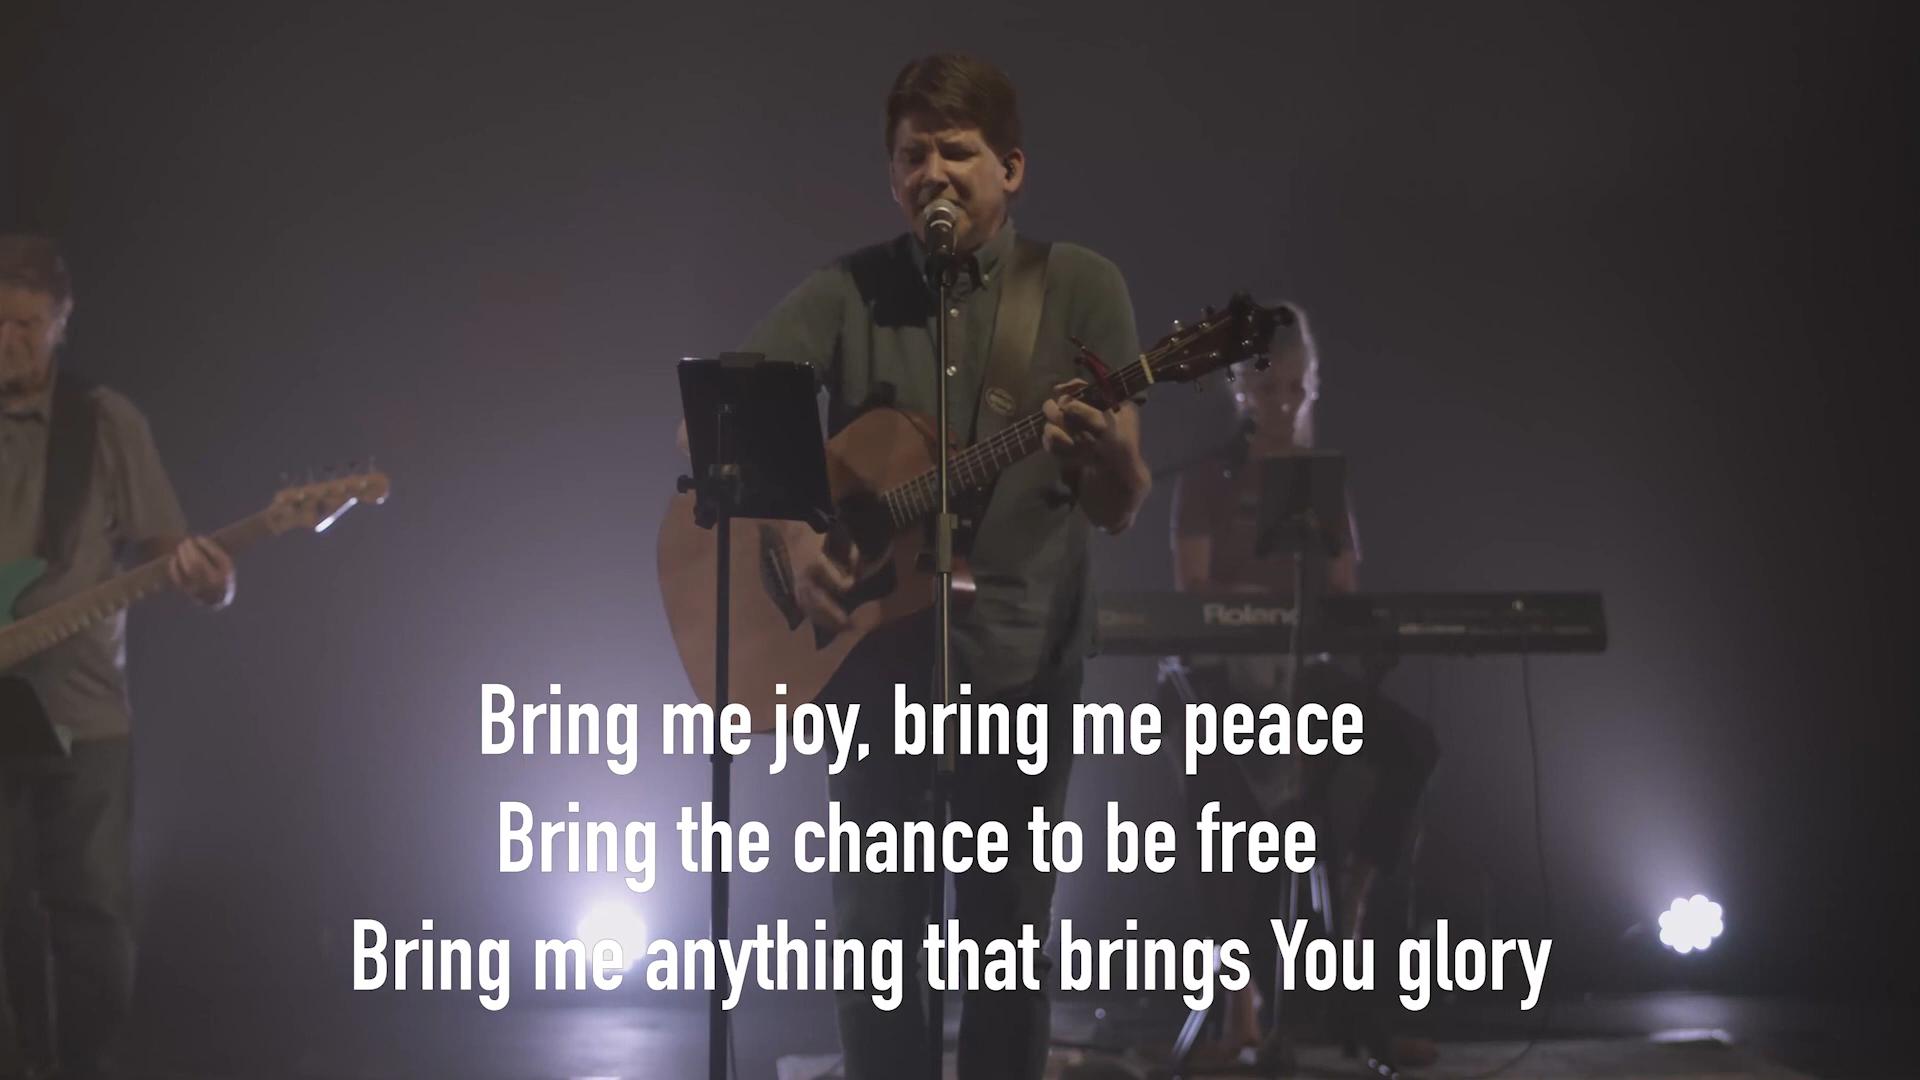 Roland
Bring me joy, bring me peace
Bring the chance to be free
Bring me anything that brings You glory